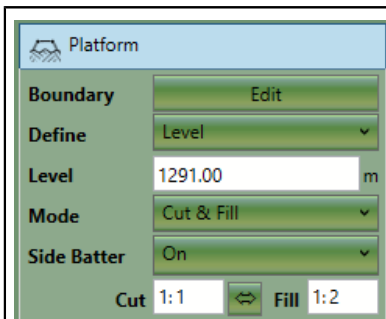 Platform
Boundary Edit
Define Level
Level 1291.00 m
Mode Cut & Fill
Side Batter On
Cut 1:1 Fill 1:2